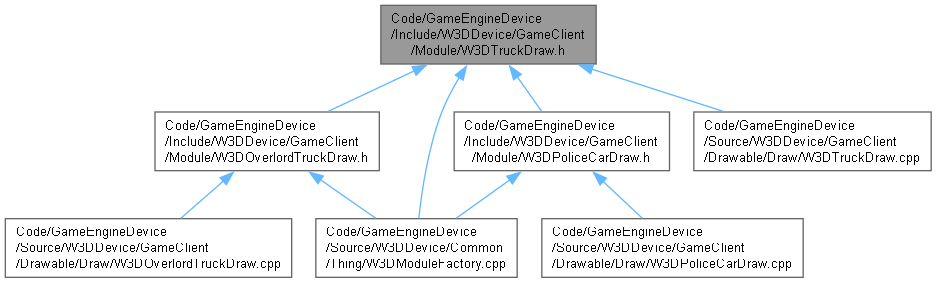 Code/GameEngineDevice
/Include/W3DDevice/GameClient
/Module/W3DTruckDraw.h
Code/GameEngineDevice
/Include/W3DDevice/GameClient
/Module/W3DOverlordTruckDraw.h
Code/GameEngineDevice
/Include/W3DDevice/GameClient
/Module/W3DPoliceCarDraw.h
Code/GameEngineDevice
/Source/W3DDevice/GameClient
/Drawable/Draw/W3DTruckDraw.cpp
Code/GameEngineDevice
/Source/W3DDevice/GameClient
/Drawable/Draw/W3DOverlordTruckDraw.cpp
Code/GameEngineDevice
/Source/W3DDevice/Common
/Thing/W3DModuleFactory.cpp
Code/GameEngineDevice
/Source/W3DDevice/GameClient
/Drawable/Draw/W3DPoliceCarDraw.cpp